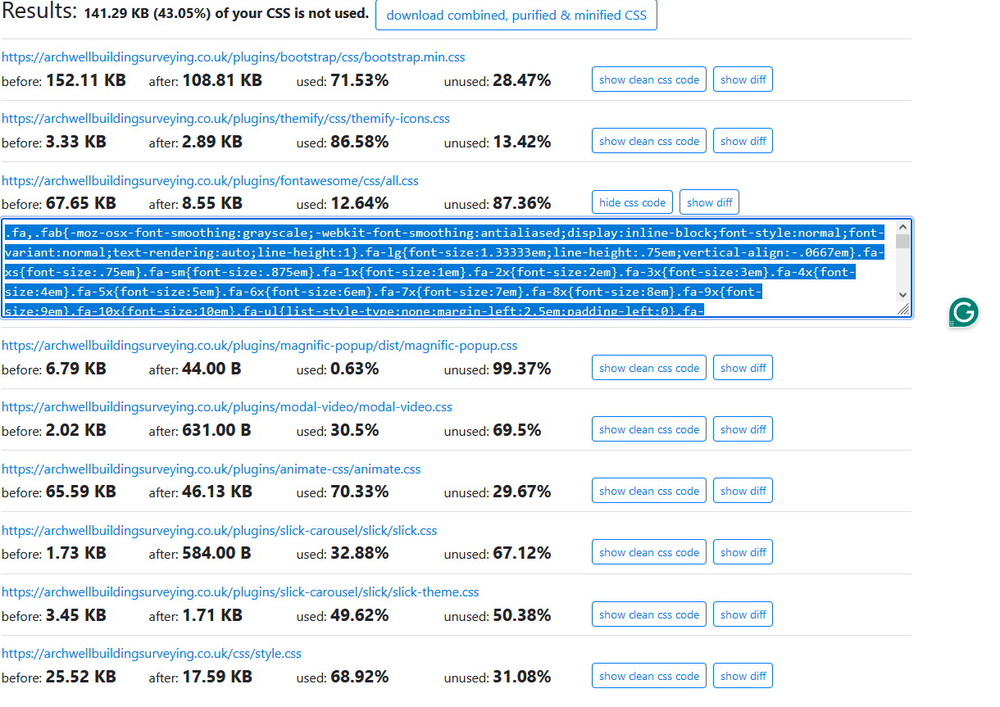 Results: 141.29 KB (43.05%) of your CSS is not used. download combined, purified & minified CSS
https://archwellbuildingsurveying.co.uk/plugins/bootstrap/css/bootstrap.min.css
before: 152.11 KB after: 108.81 KB used: 71.53% unused: 28.47% show clean css code show diff
https://archwellbuildingsurveying.co.uk/plugins/themify/css/themify-icons.css
before: 3.33 KB after: 2.89 KB used: 86.58% unused: 13.42% show clean css code show diff
https://archwellbuildingsurveying.co.uk/plugins/fontawesome/css/all.css
before: 67.65 KB after: 8.55 KB used: 12.64% unused: 87.36% hide css code show diff
.fa,.fab{-moz-osx-font-smoothing:grayscale;-webkit-font-smoothing:antialiased;display:inline-block;font-style:normal;font-
variant:normal;text-rendering:auto;line-height:1}.fa-lg{font-size:1.33333em;line-height:.75em;vertical-align:-.0667em}.fa-
xs{font-size:.75em}.fa-sm{font-size:.875em}.fa-1x{font-size:1em}.fa-2x{font-size:2em}.fa-3x{font-size:3em}.fa-4x{font-
size:4em}.fa-5x{font-size:5em}.fa-6x{font-size:6em}.fa-7x{font-size:7em}.fa-8x{font-size:8em}.fa-9x{font-
size:9em}.fa-10x{font-size:10em}.fa-ul{list-style-type:none;margin-left:2.5em;padding-left:0}.fa-
https://archwellbuildingsurveying.co.uk/plugins/magnific-popup/dist/magnific-popup.css
before: 6.79 KB after: 44.00 B used: 0.63% unused: 99.37% show clean css code show diff
https://archwellbuildingsurveying.co.uk/plugins/modal-video/modal-video.css
before: 2.02 KB after: 631.00 B used: 30.5% unused: 69.5% show clean css code show diff
https://archwellbuildingsurveying.co.uk/plugins/animate-css/animate.css
before: 65.59 KB after: 46.13 KB used: 70.33% unused: 29.67% show clean css code show diff
https://archwellbuildingsurveying.co.uk/plugins/slick-carousel/slick/slick.css
before: 1.73 KB after: 584.00 B used: 32.88% unused: 67.12% show clean css code show diff
https://archwellbuildingsurveying.co.uk/plugins/slick-carousel/slick/slick-theme.css
before: 3.45 KB after: 1.71 KB used: 49.62% unused: 50.38% show clean css code show diff
https://archwellbuildingsurveying.co.uk/css/style.css
before: 25.52 KB after: 17.59 KB used: 68.92% unused: 31.08% show clean css code show diff